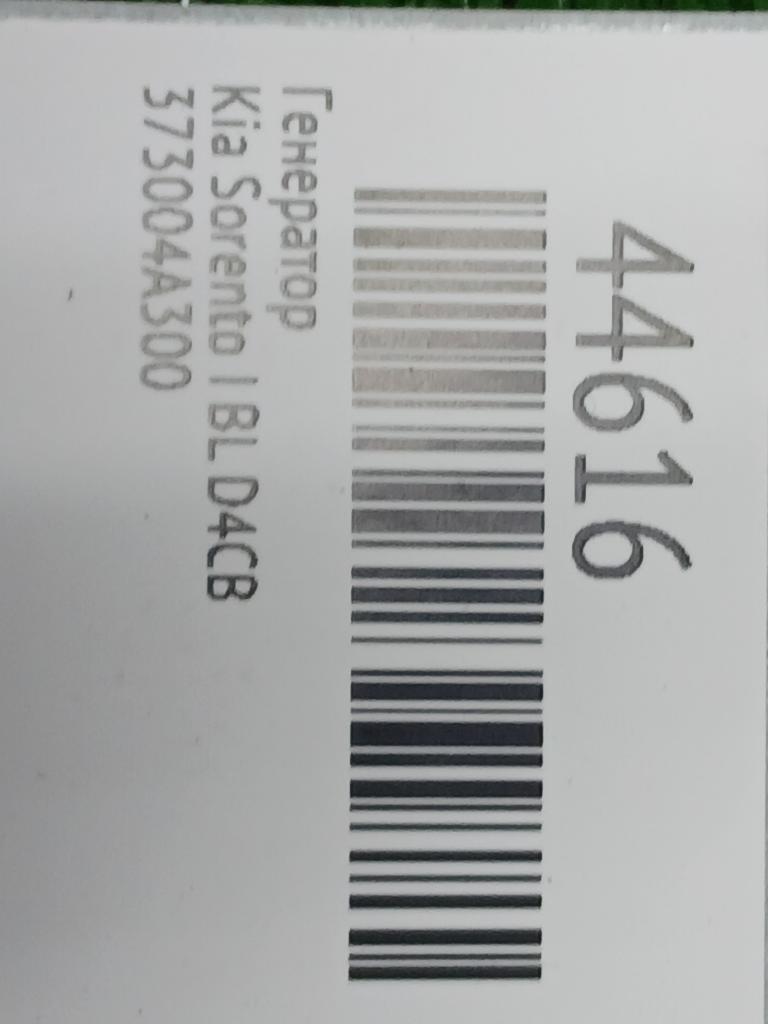 44616
Генератор
Kia Sorento I BL D4CB
373004A300